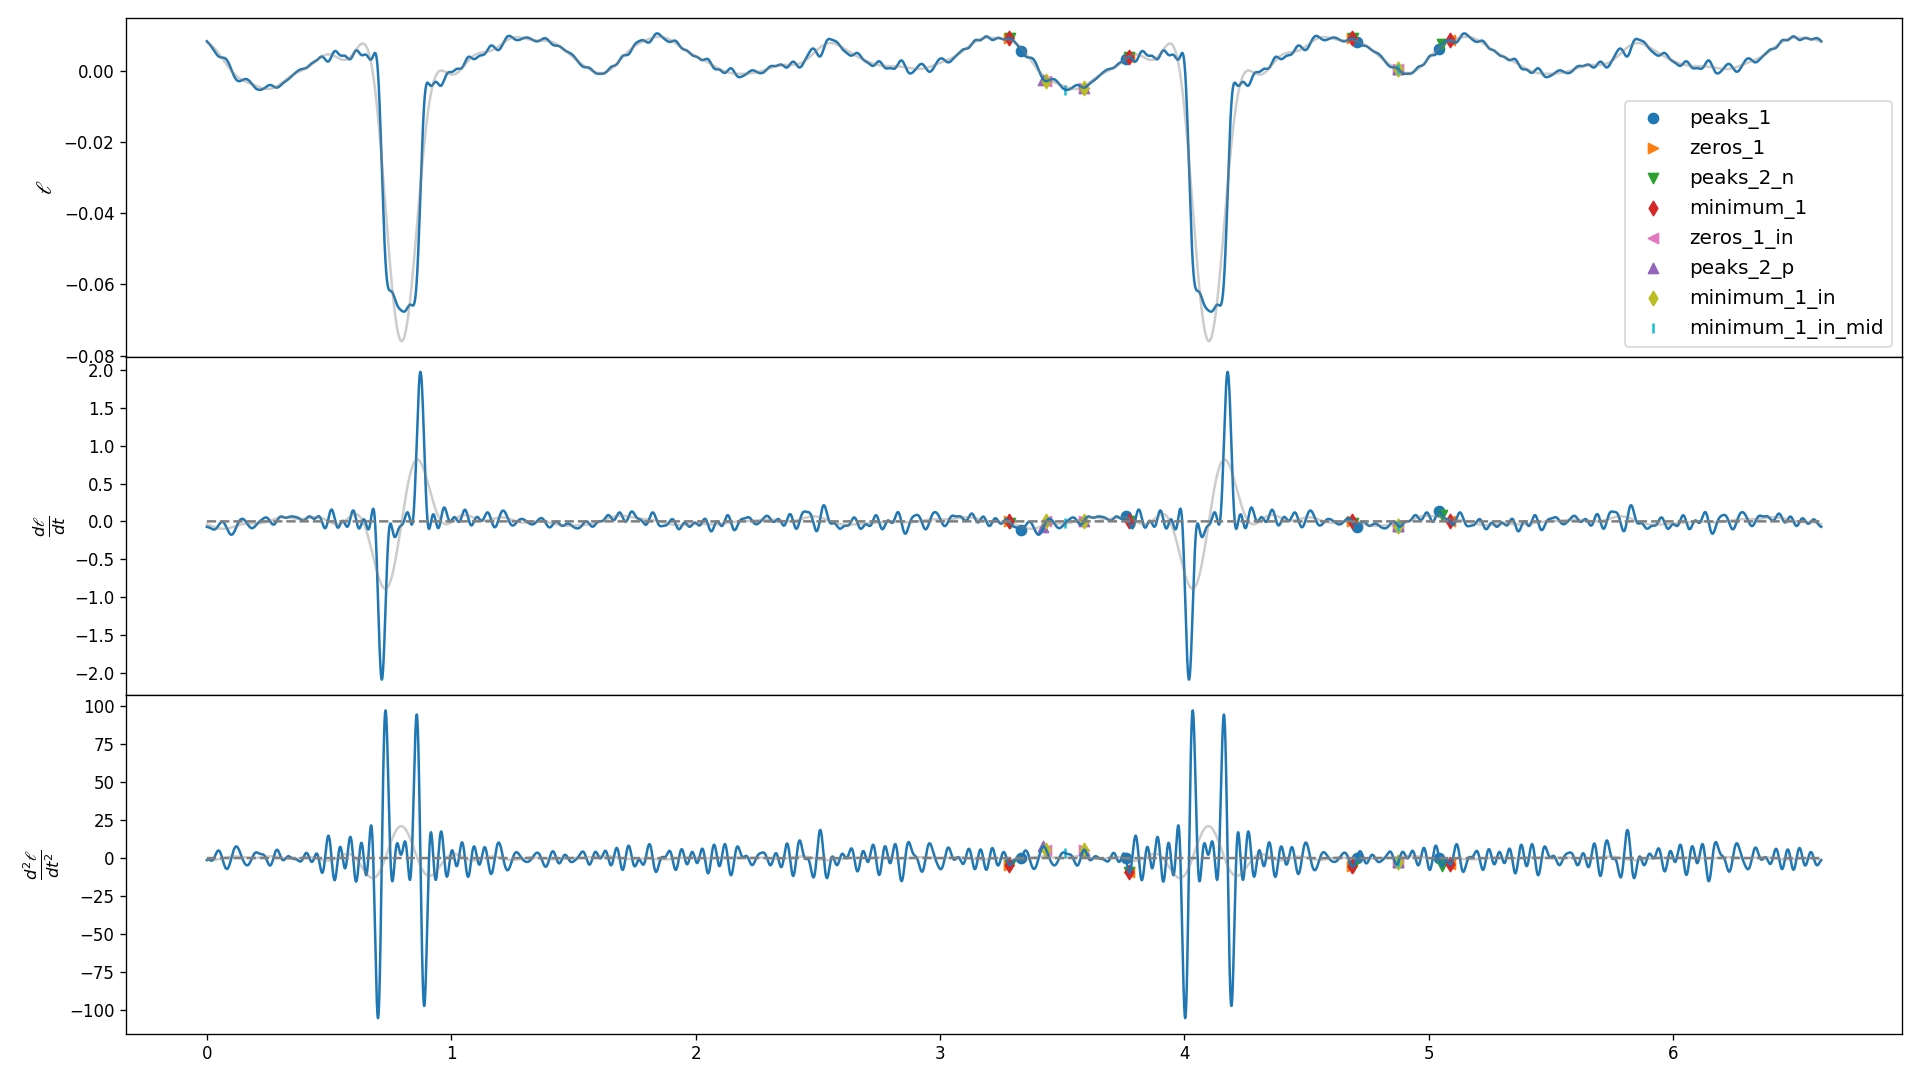 0.00
−0.02
−0.04
−0.06
−0.08
ℓ
peaks_1
zeros_1
peaks_2_n
minimum_1
zeros_1_in
peaks_2_p
minimum_1_in
minimum_1_in_mid
2.0
1.5
1.0
0.5
0.0
−0.5
−1.0
−1.5
−2.0
dℓ
dt
100
75
50
25
0
−25
−50
−75
−100
d²ℓ
dt²
0 1 2 3 4 5 6